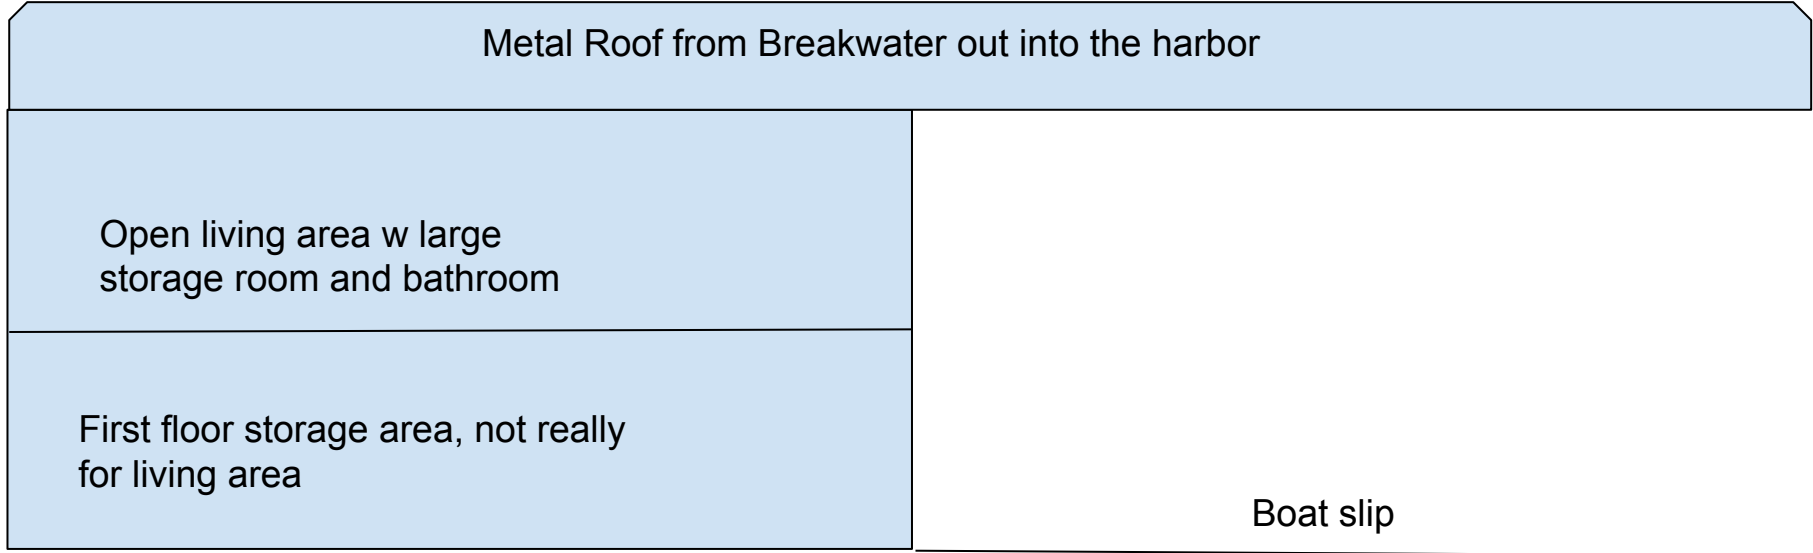 Metal Roof from Breakwater out into the harbor
Open living area w large
storage room and bathroom
First floor storage area, not really
for living area
Boat slip